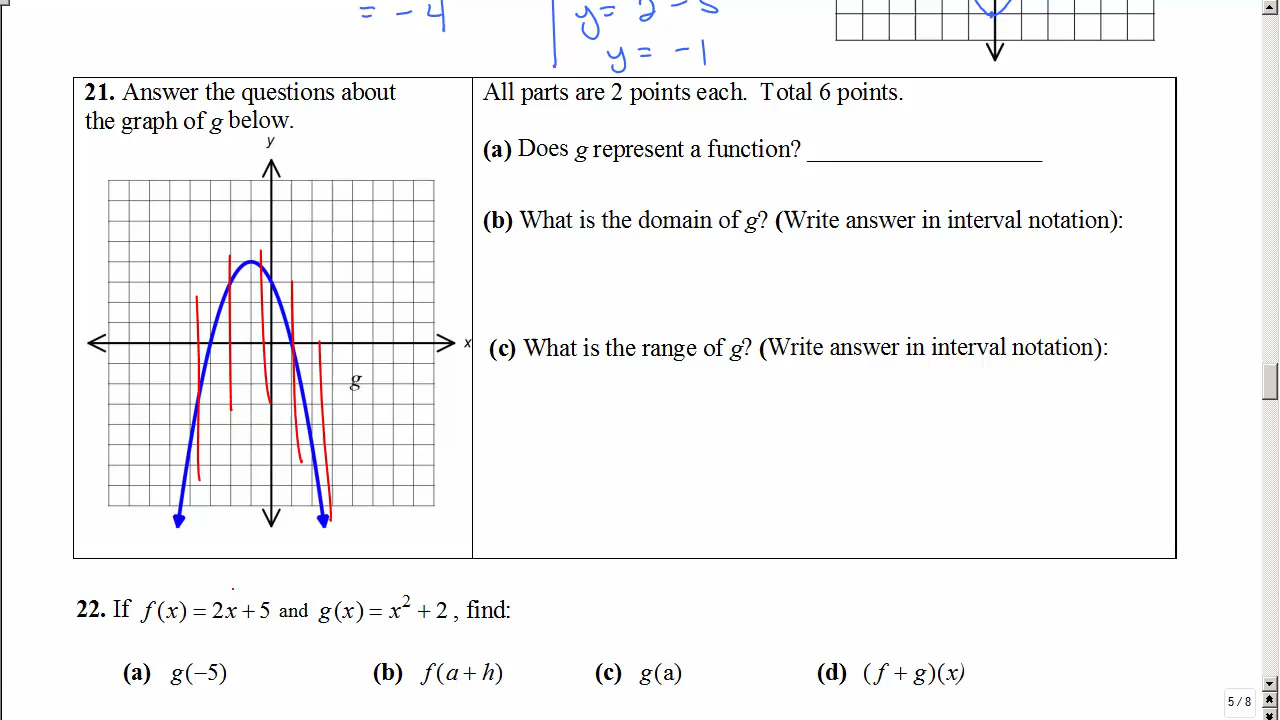 = - 4
y = 2 - 3
y = -1
21. Answer the questions about
the graph of g below.
y
x
g
All parts are 2 points each. Total 6 points.
(a) Does g represent a function? ____________________
(b) What is the domain of g? (Write answer in interval notation):
(c) What is the range of g? (Write answer in interval notation):
22. If f(x) = 2x + 5 and g(x) = x² + 2 , find:
(a) g(−5) (b) f(a + h) (c) g(a) (d) (f + g)(x)
5 / 8